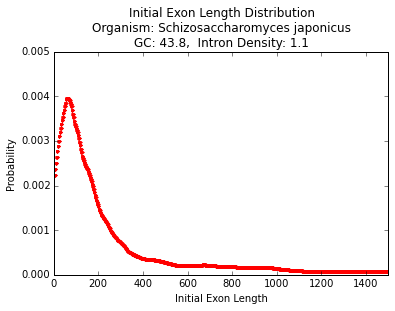 Initial Exon Length Distribution
Organism: Schizosaccharomyces japonicus
GC: 43.8,  Intron Density: 1.1
0.005
0.004
0.003
0.002
0.001
0.000
Probability
0 200 400 600 800 1000 1200 1400
Initial Exon Length